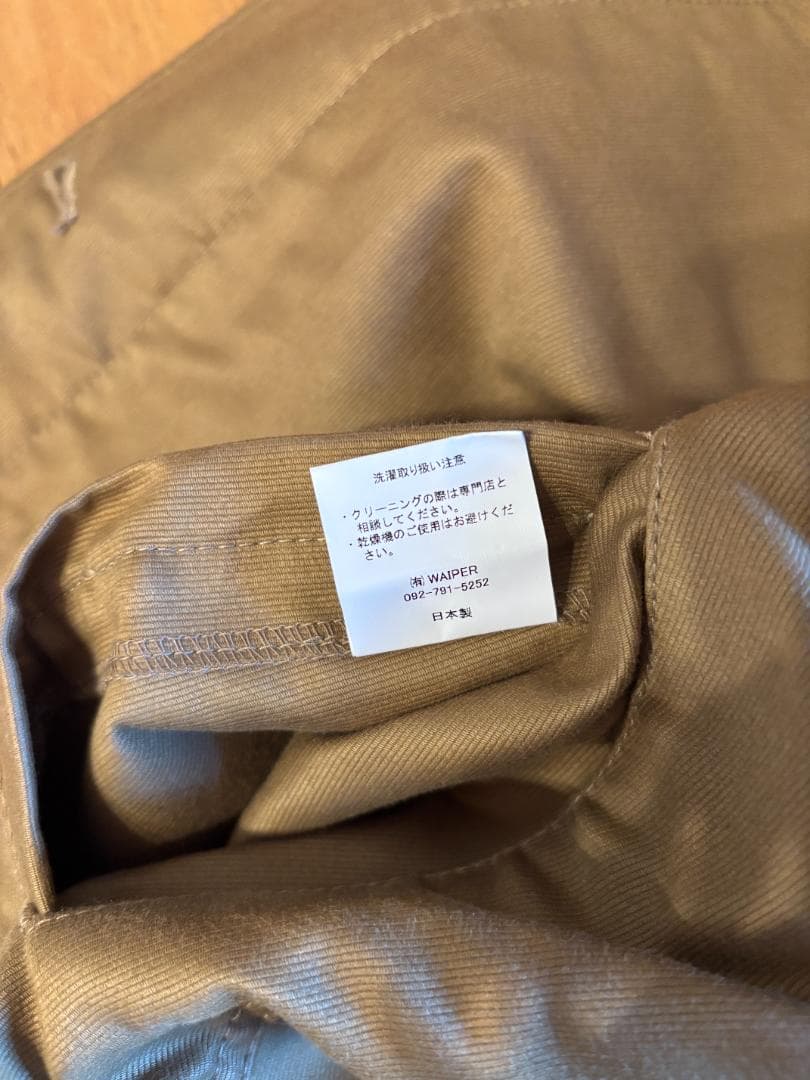 洗濯取り扱い注意
・クリーニングの際は専門店と
相談してください。
・乾燥機のご使用はお避けくだ
さい。
㈲ WAIPER
092-791-5252
日本製